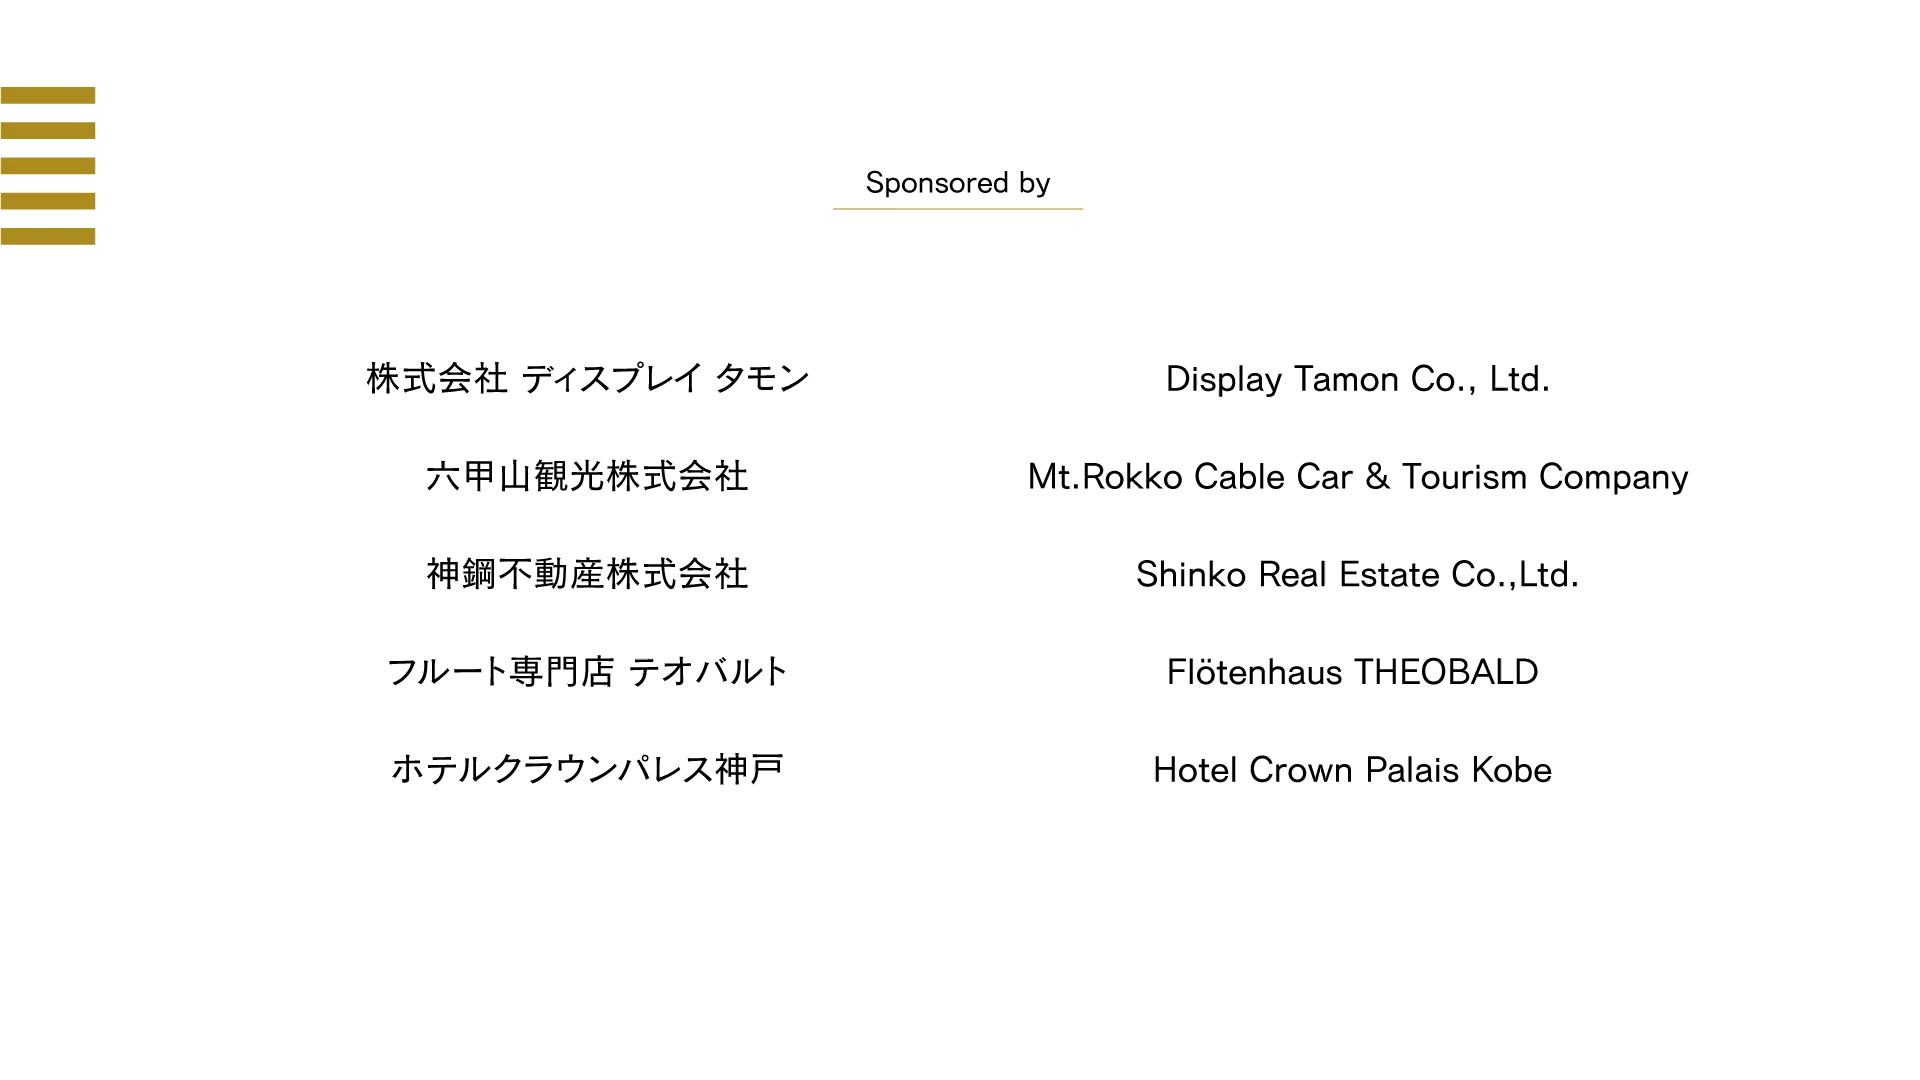 Sponsored by
株式会社 ディスプレイ タモン Display Tamon Co., Ltd.
六甲山観光株式会社 Mt.Rokko Cable Car & Tourism Company
神鋼不動産株式会社 Shinko Real Estate Co.,Ltd.
フルート専門店 テオバルト Flötenhaus THEOBALD
ホテルクラウンパレス神戸 Hotel Crown Palais Kobe